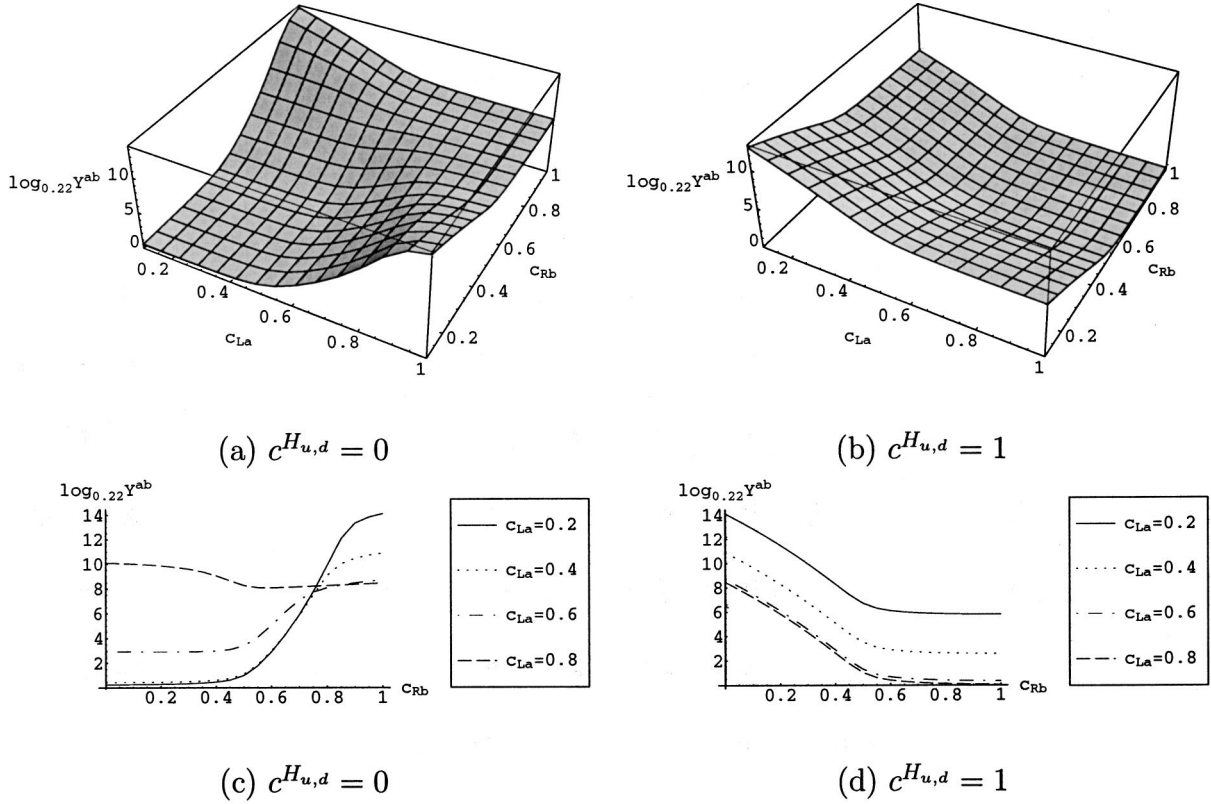 log0.22Yab
10
5
0
0.2
0.4
0.6
0.8
1
cLa
0.2
0.4
0.6
0.8
1
cRb
(a) c^{H_{u,d}} = 0
log0.22Yab
10
5
0
0.2
0.4
0.6
0.8
1
cLa
0.2
0.4
0.6
0.8
1
cRb
(b) c^{H_{u,d}} = 1
log0.22Yab
14
12
10
8
6
4
2
0.2 0.4 0.6 0.8 1 cRb
cLa=0.2
cLa=0.4
cLa=0.6
cLa=0.8
(c) c^{H_{u,d}} = 0
log0.22Yab
14
12
10
8
6
4
2
0.2 0.4 0.6 0.8 1 cRb
cLa=0.2
cLa=0.4
cLa=0.6
cLa=0.8
(d) c^{H_{u,d}} = 1